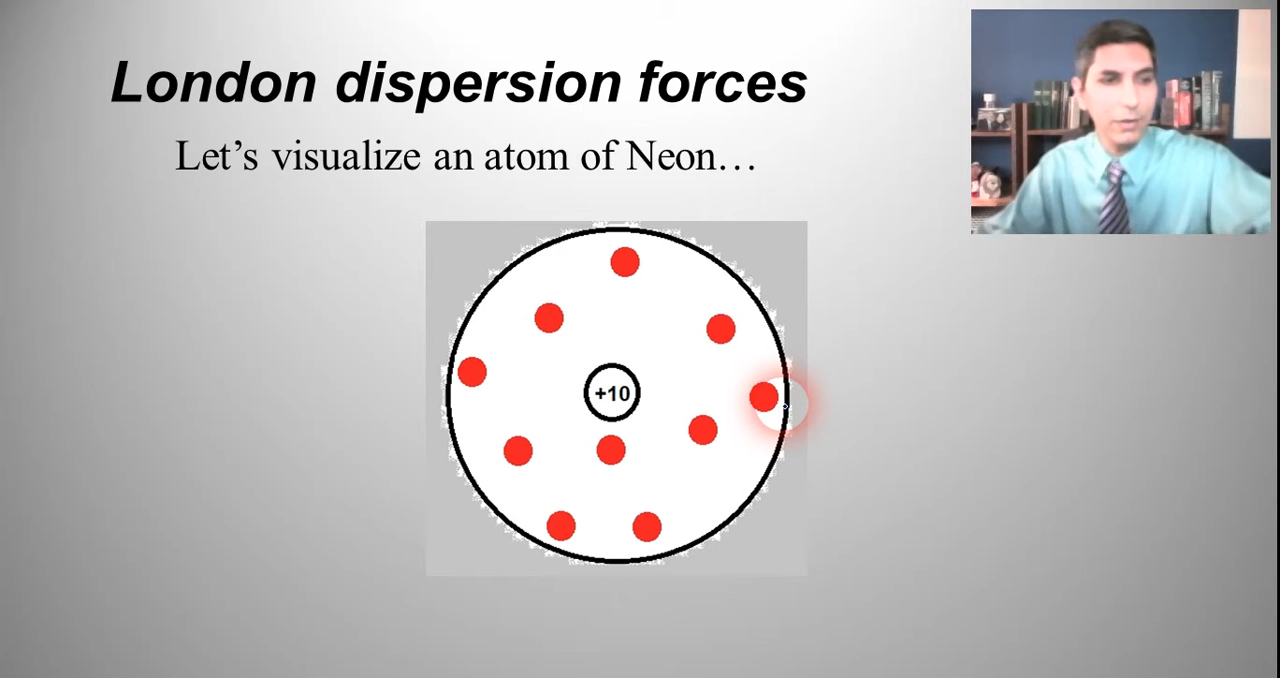 London dispersion forces
Let’s visualize an atom of Neon…
+10